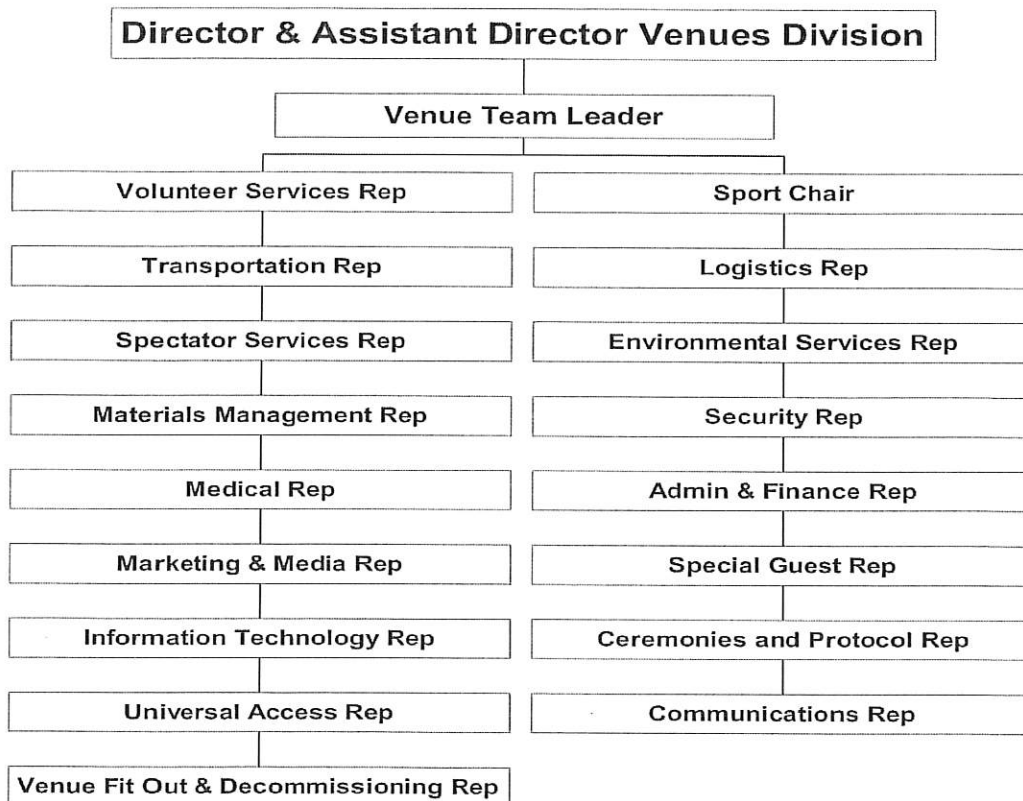 Director & Assistant Director Venues Division
Venue Team Leader
Volunteer Services Rep
Sport Chair
Transportation Rep
Logistics Rep
Spectator Services Rep
Environmental Services Rep
Materials Management Rep
Security Rep
Medical Rep
Admin & Finance Rep
Marketing & Media Rep
Special Guest Rep
Information Technology Rep
Ceremonies and Protocol Rep
Universal Access Rep
Communications Rep
Venue Fit Out & Decommissioning Rep